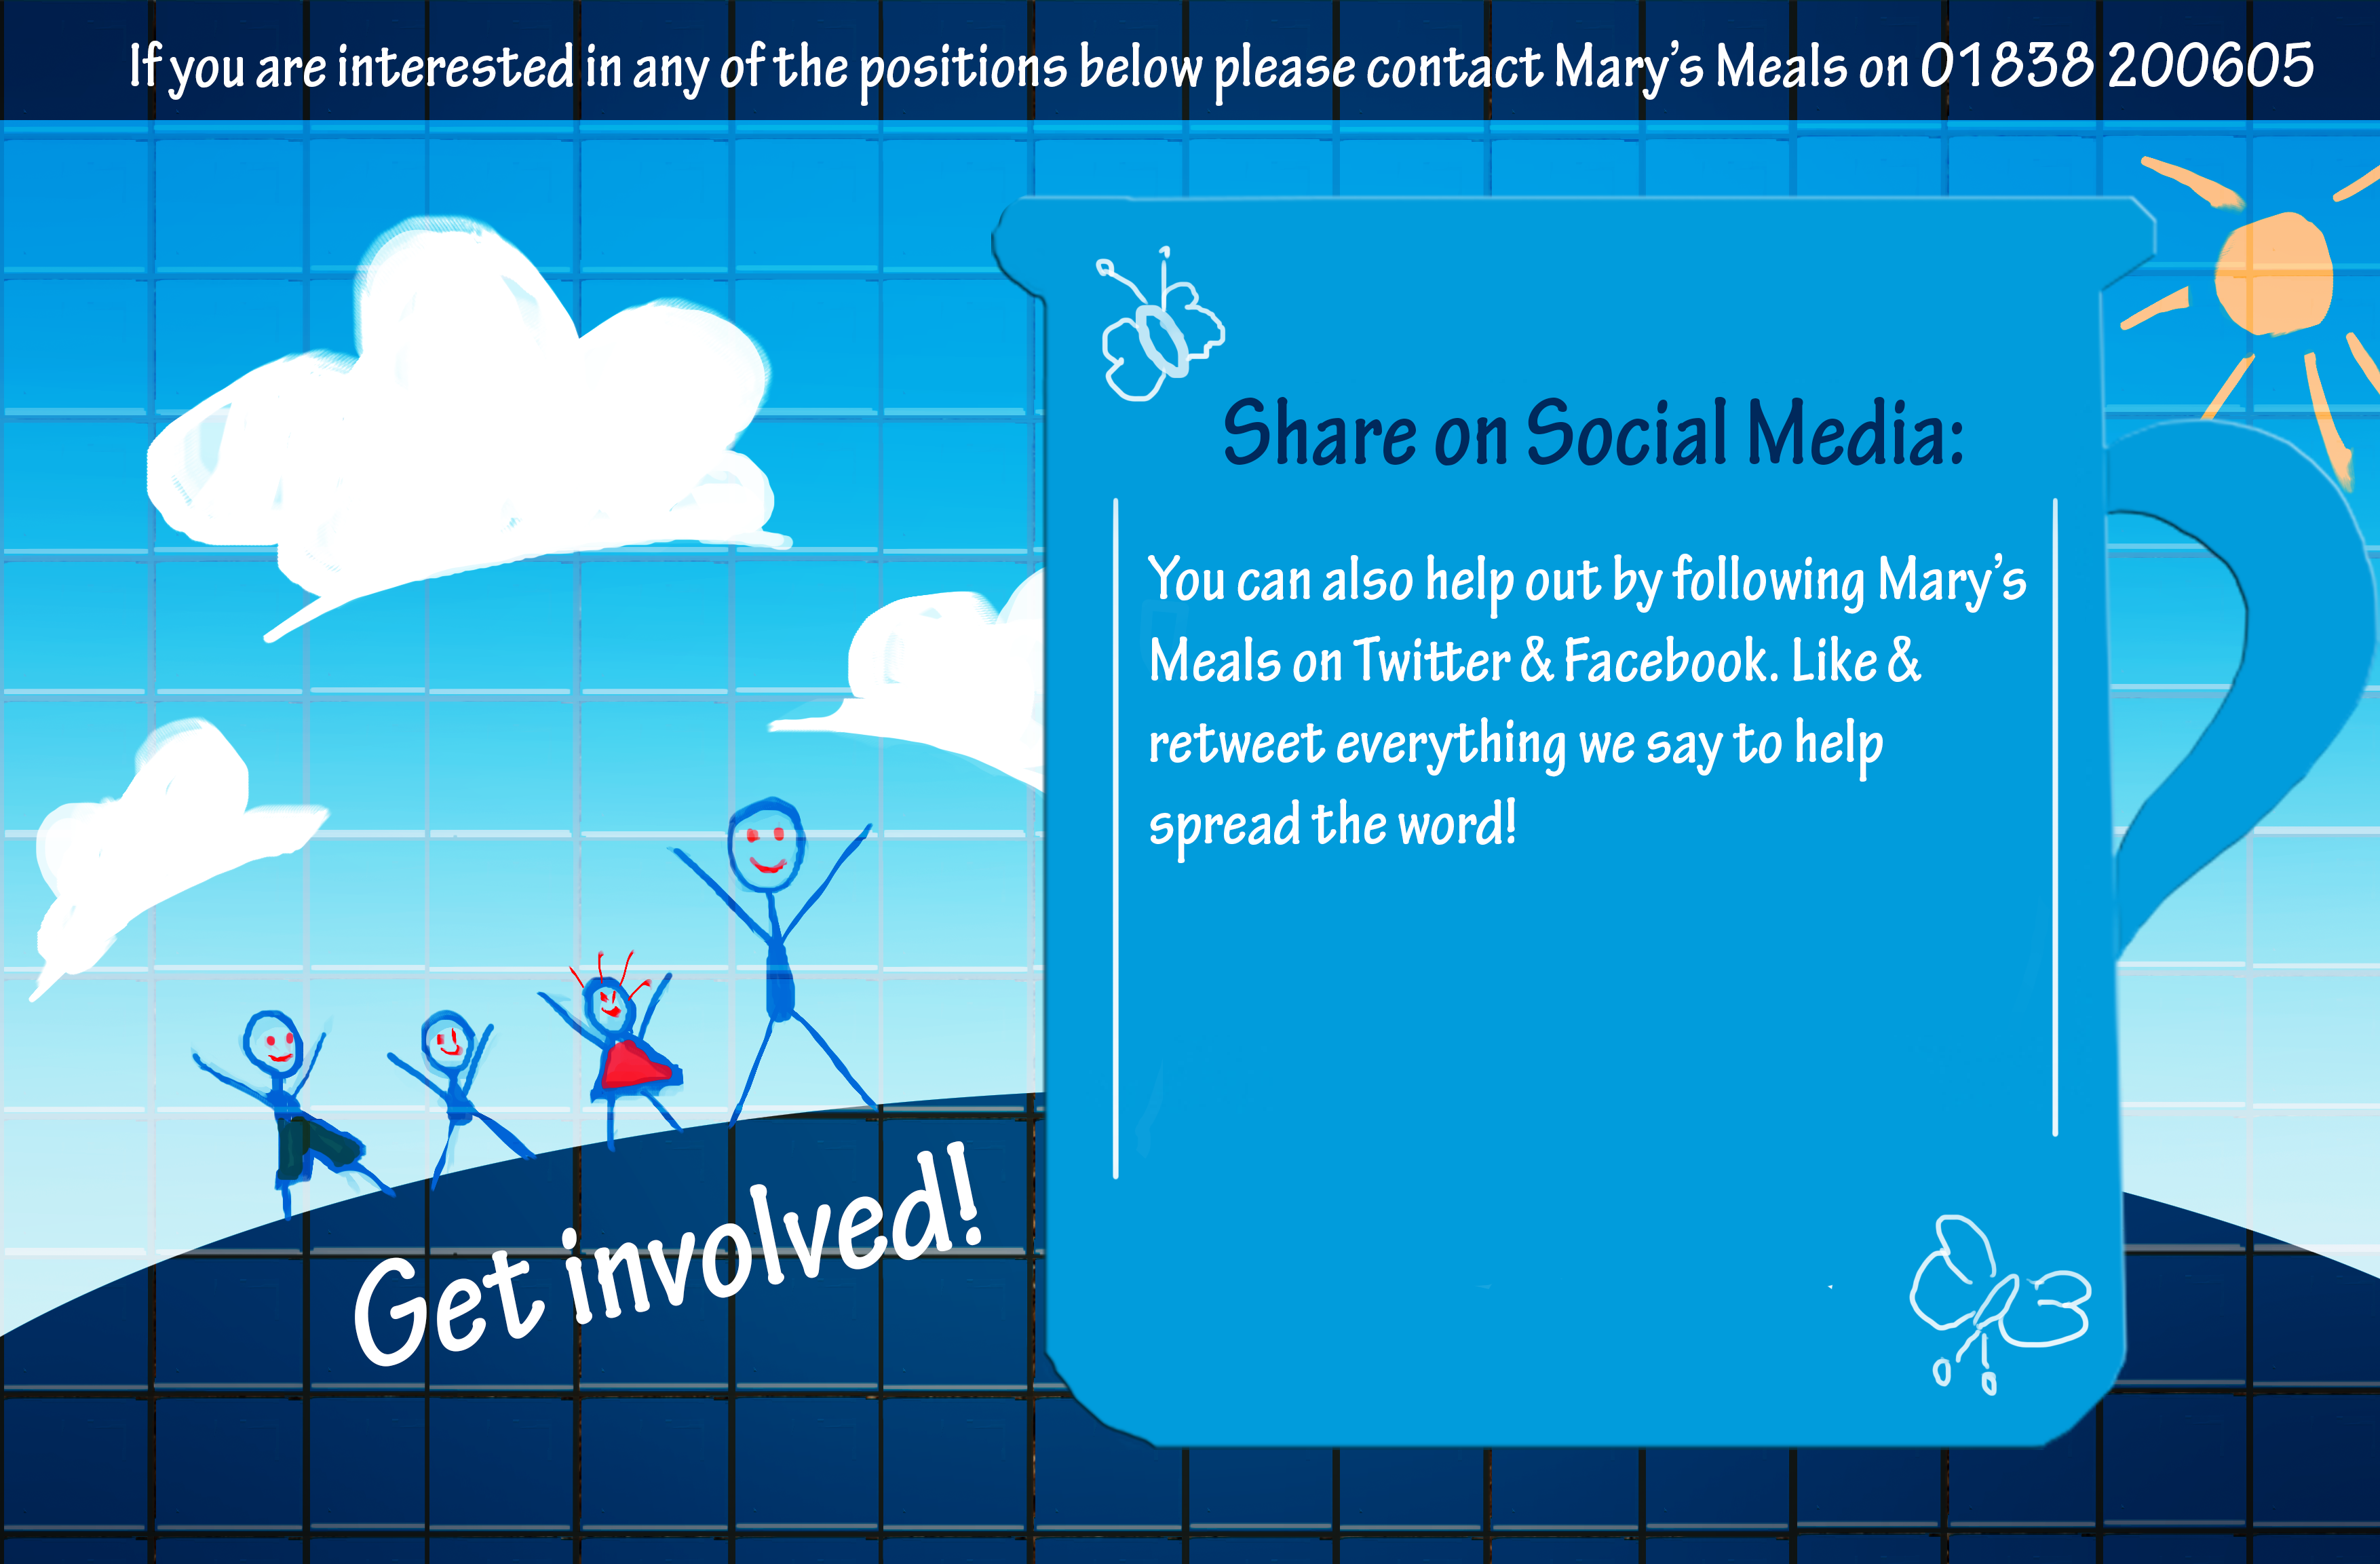 If you are interested in any of the positions below please contact Mary's Meals on 01838 200605
Share on Social Media:
You can also help out by following Mary's
Meals on Twitter & Facebook. Like &
retweet everything we say to help
spread the word!
Get involved!